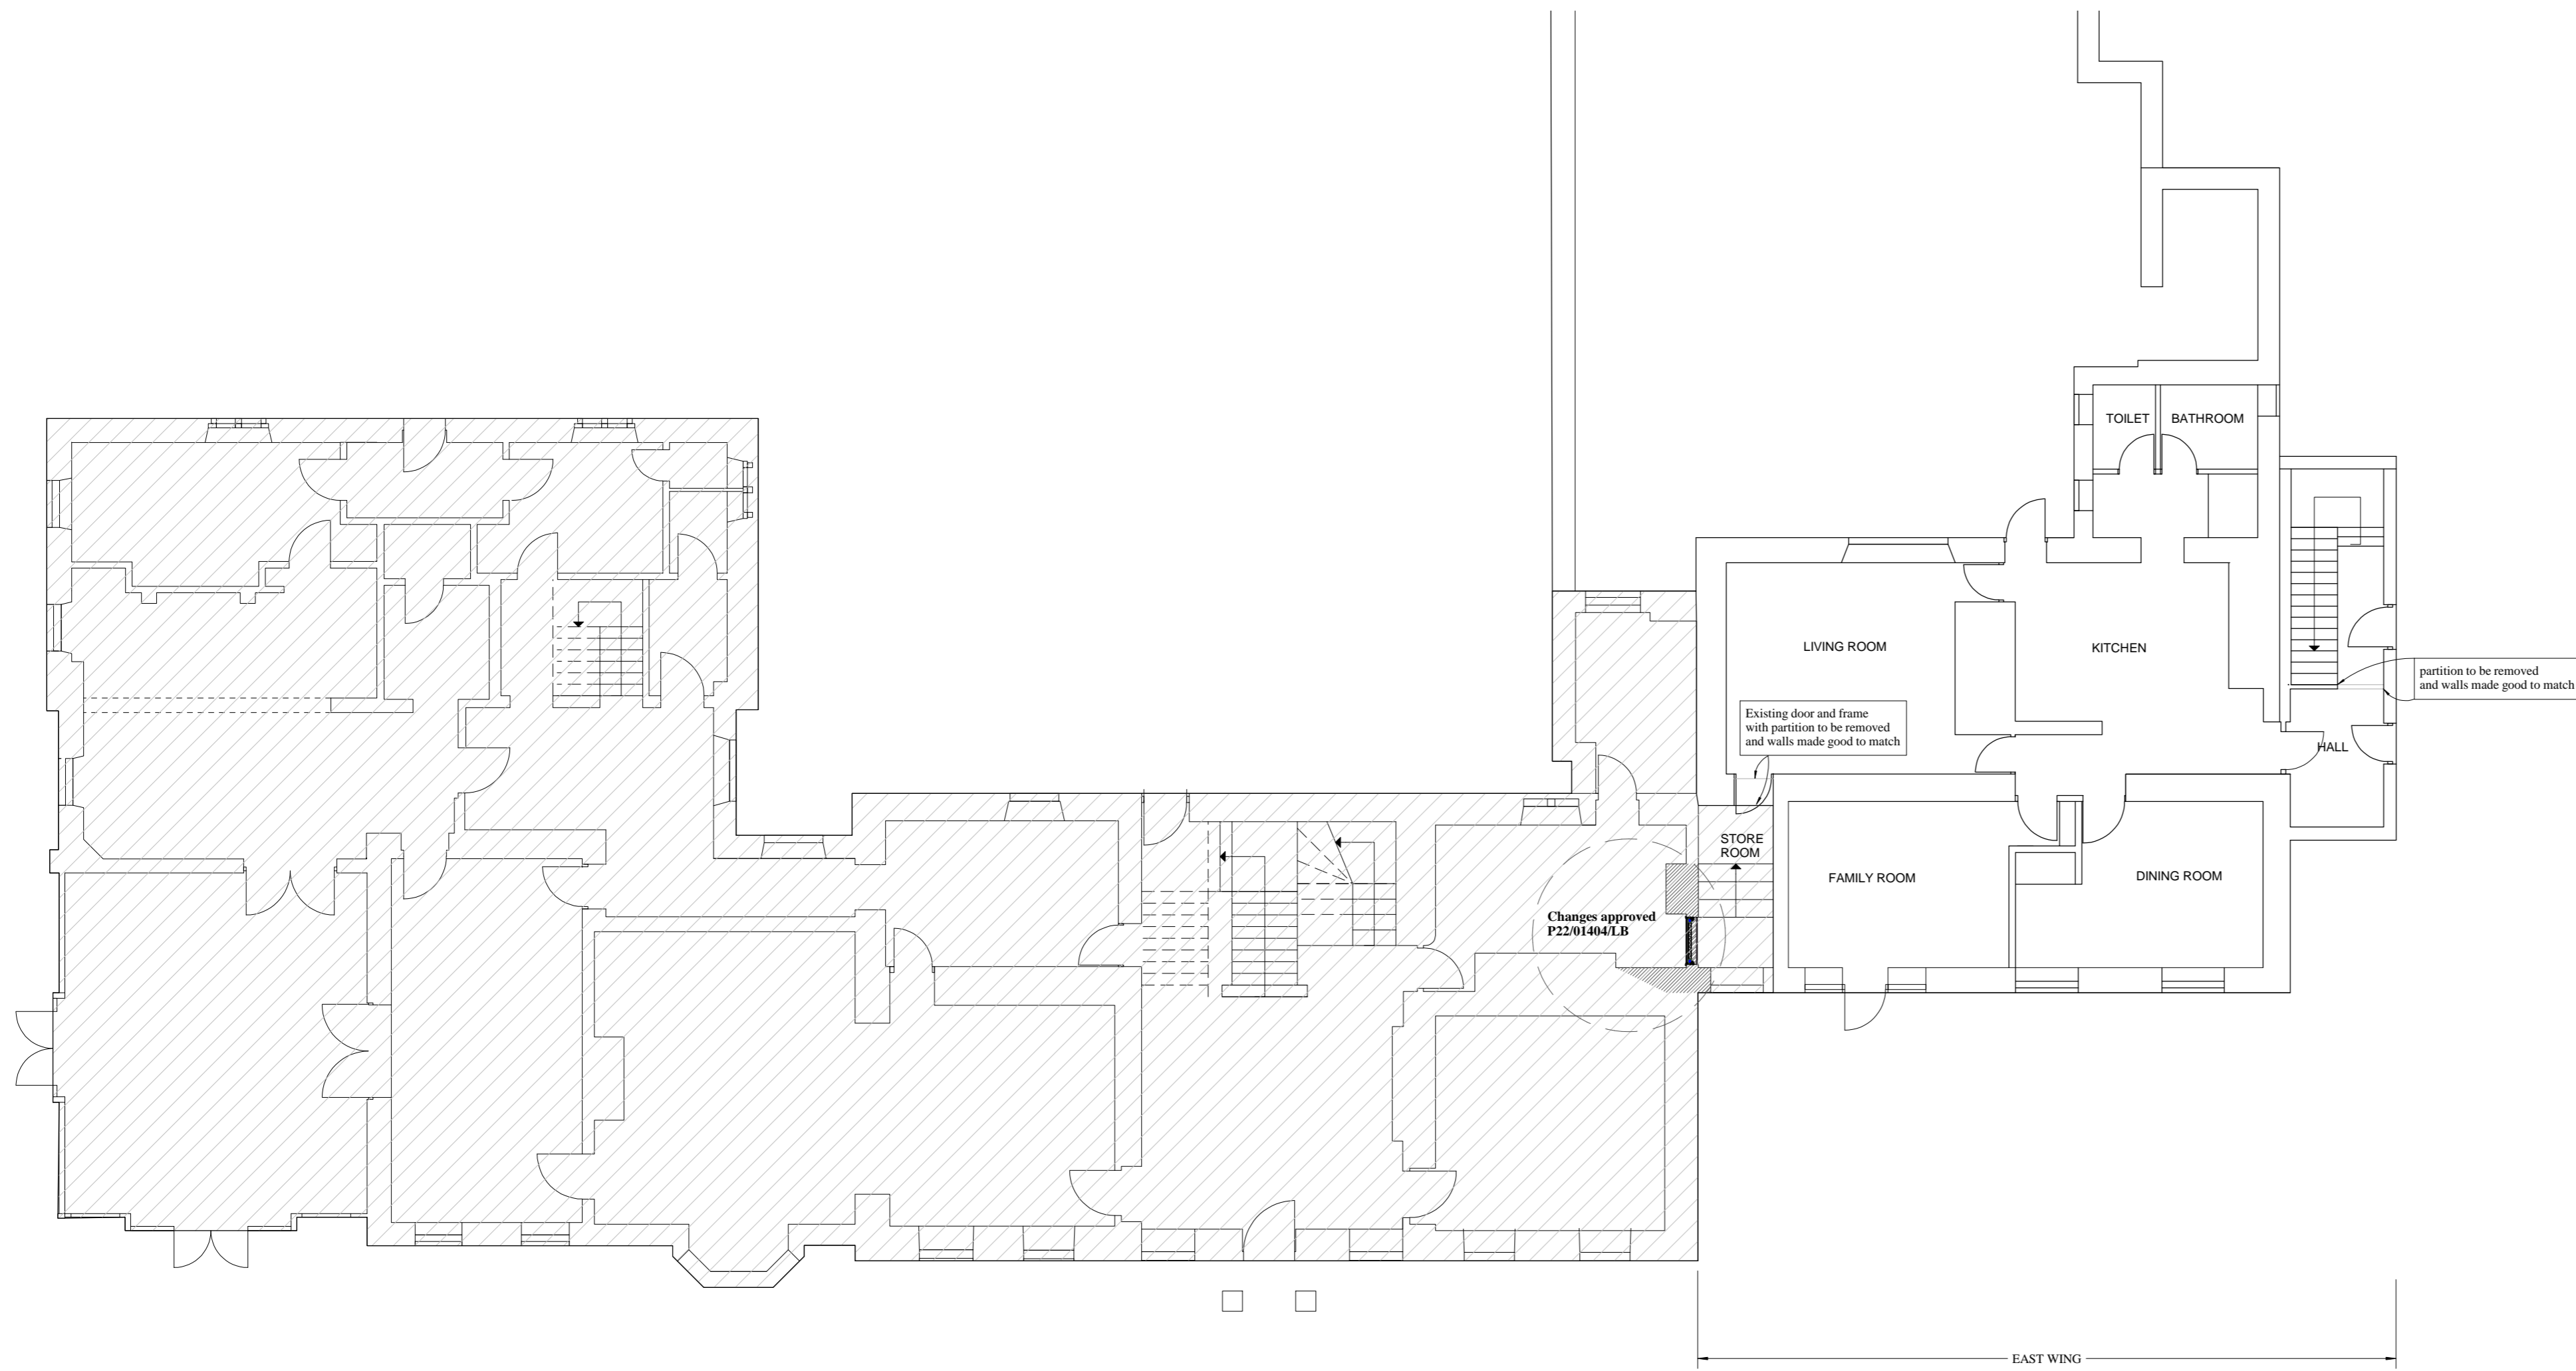 TOILET
BATHROOM
LIVING ROOM
KITCHEN
partition to be removed
and walls made good to match
Existing door and frame
with partition to be removed
and walls made good to match
HALL
STORE
ROOM
FAMILY ROOM
DINING ROOM
Changes approved
P22/01404/LB
EAST WING